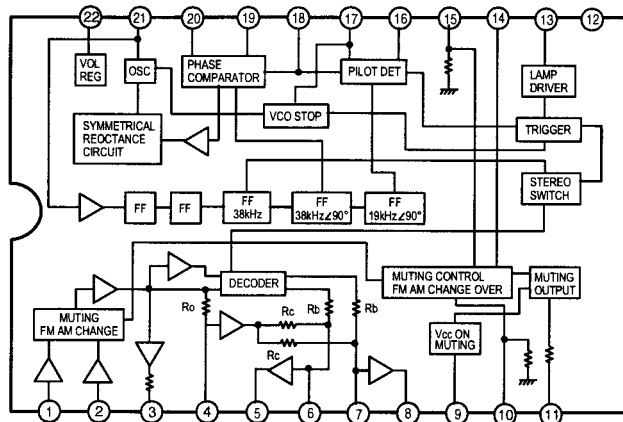 22 21 20 19 18 17 16 15 14 13 12
VOL
REG
OSC
PHASE
COMPARATOR
PILOT DET
LAMP
DRIVER
SYMMETRICAL
REOCTANCE
CIRCUIT
VCO STOP
TRIGGER
STEREO
SWITCH
FF
FF
FF
38kHz
FF
38kHz∠90°
FF
19kHz∠90°
DECODER
MUTING CONTROL
FM AM CHANGE OVER
MUTING
OUTPUT
MUTING
FM AM CHANGE
Ro
Rc
Rb
Rb
Rc
Vcc ON
MUTING
1 2 3 4 5 6 7 8 9 10 11